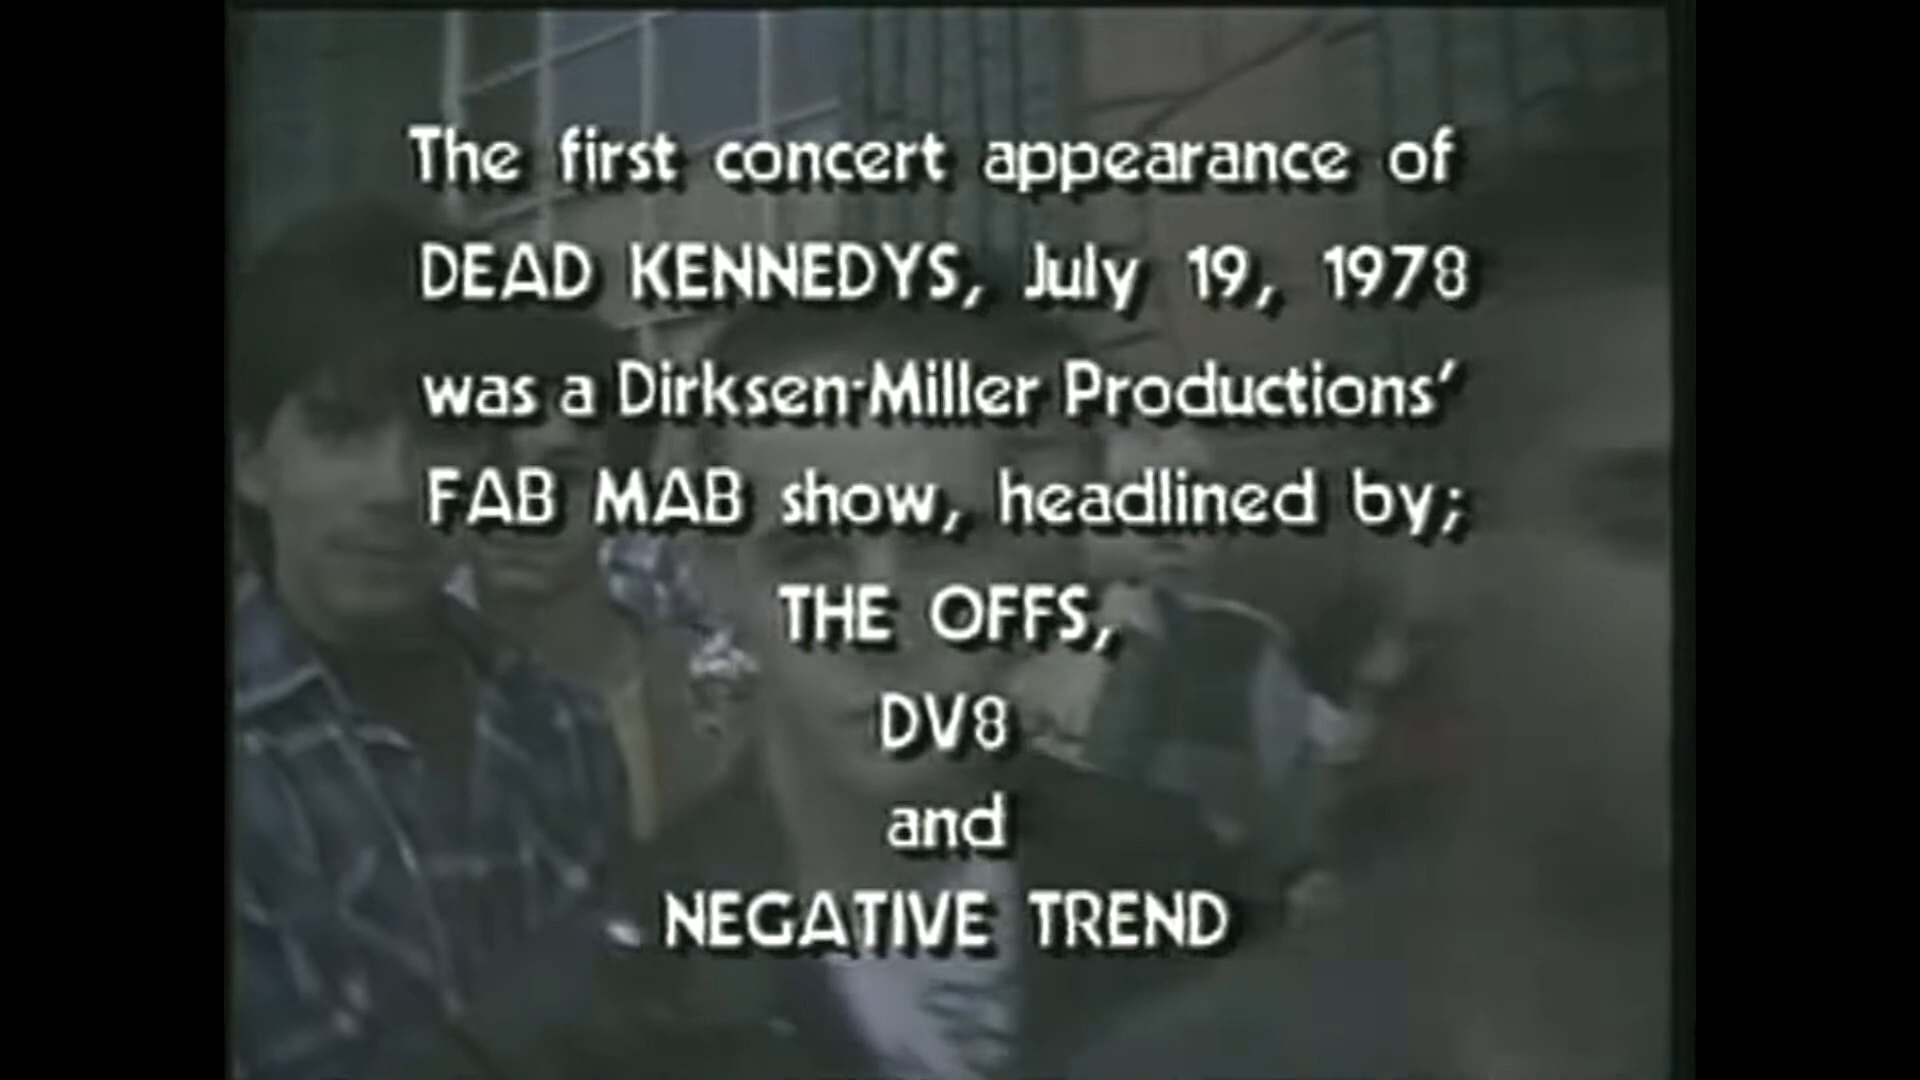 The first concert appearance of
DEAD KENNEDYS, July 19, 1978
was a Dirksen-Miller Productions'
FAB MAB show, headlined by;
THE OFFS,
DV8
and
NEGATIVE TREND